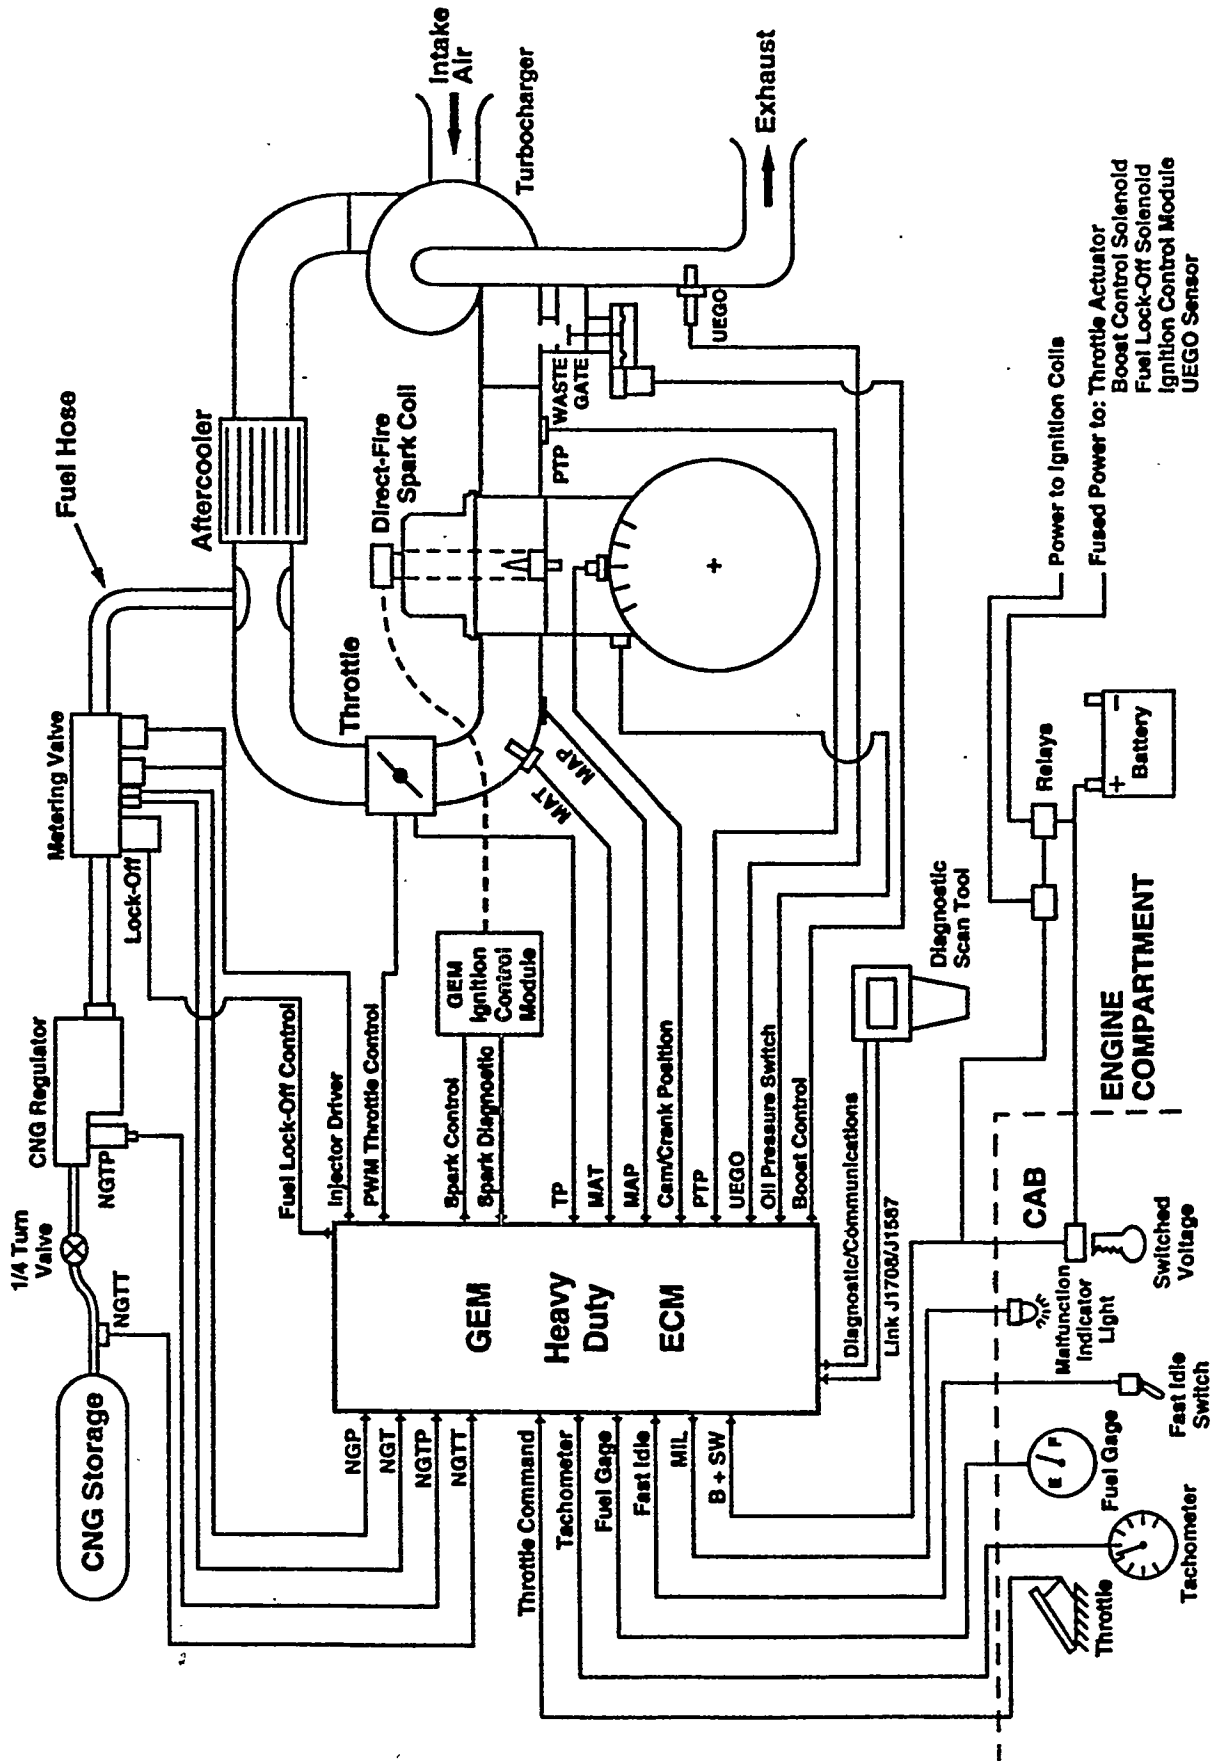 CNG Storage
NGTT
1/4 Turn
Valve
CNG Regulator
NGTP
Lock-Off
Metering Valve
Fuel Hose
Aftercooler
Throttle
Direct-Fire
Spark Coil
Intake
Air
Turbocharger
Exhaust
WASTE
GATE
PTP
UEGO
MAT
MAP
GEM
Ignition
Control
Module
Fuel Lock-Off Control
Injector Driver
PWM Throttle Control
Spark Control
Spark Diagnostic
TP
MAT
MAP
Cam/Crank Position
PTP
UEGO
Oil Pressure Switch
Boost Control
GEM
Heavy
Duty
ECM
NGP
NGT
NGTP
NGTT
Throttle Command
Tachometer
Fuel Gage
Fast Idle
MIL
B + SW
Diagnostic/Communications
Link J1708/J1587
Diagnostic
Scan Tool
Power to Ignition Coils
Fused Power to: Throttle Actuator
Boost Control Solenoid
Fuel Lock-Off Solenoid
Ignition Control Module
UEGO Sensor
Relays
+ −
Battery
ENGINE
COMPARTMENT
CAB
Throttle
Tachometer
E F
Fuel Gage
Fast Idle
Switch
Malfunction
Indicator
Light
Switched
Voltage